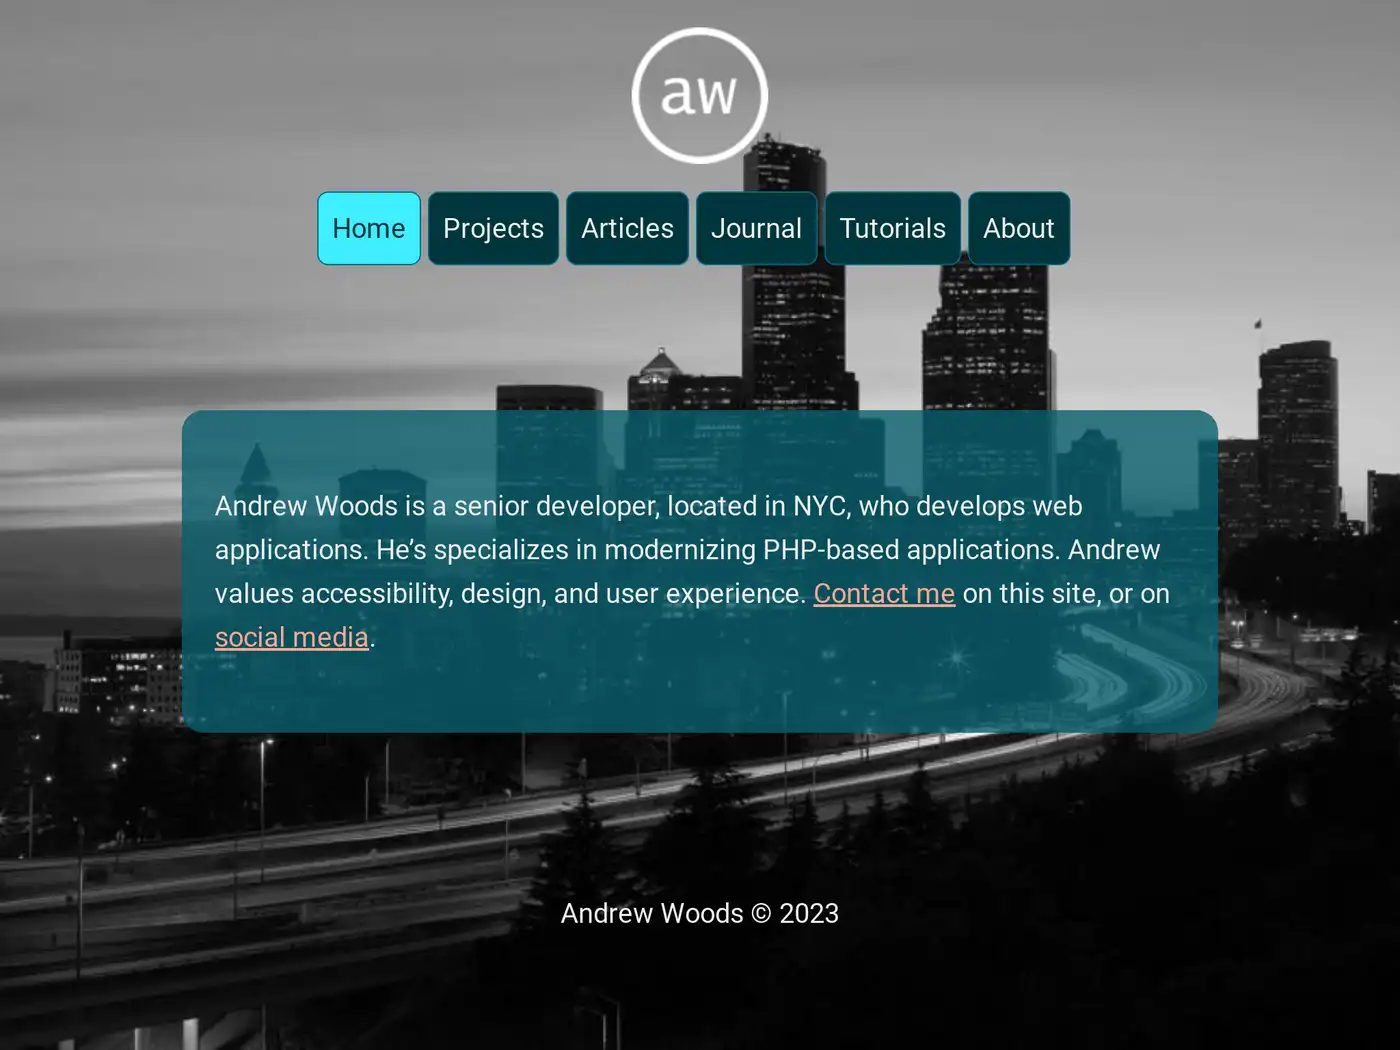 aw
Home Projects Articles Journal Tutorials About
Andrew Woods is a senior developer, located in NYC, who develops web
applications. He’s specializes in modernizing PHP-based applications. Andrew
values accessibility, design, and user experience. Contact me on this site, or on
social media.
Andrew Woods © 2023